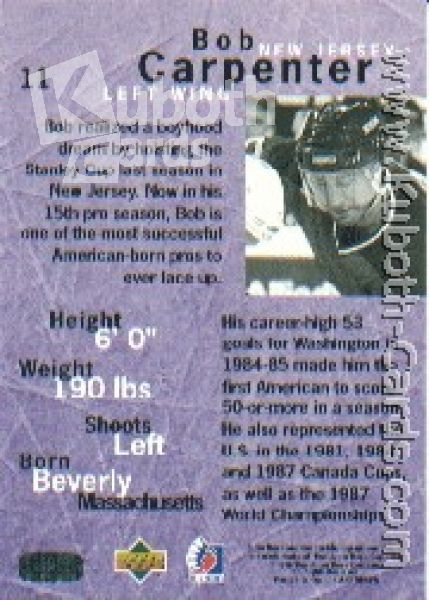 Bob
NEW JERSEY
11
Carpenter
LEFT WING
Bob realized a boyhood
dream by hoisting the
Stanley Cup last season in
New Jersey. Now in his
15th pro season, Bob is
one of the most successful
American-born pros to
ever lace up.
Height
6' 0"
Weight
190 lbs
Shoots
Left
Born
Beverly
Massachusetts
His career-high 53
goals for Washington in
1984-85 made him the
first American to score
50-or-more in a season.
He also represented the
U.S. in the 1981, 
and 1987 Canada Cups
as well as the 1987
World Championships.
www.Kuboth-Cards.com
Kuboth
Cards